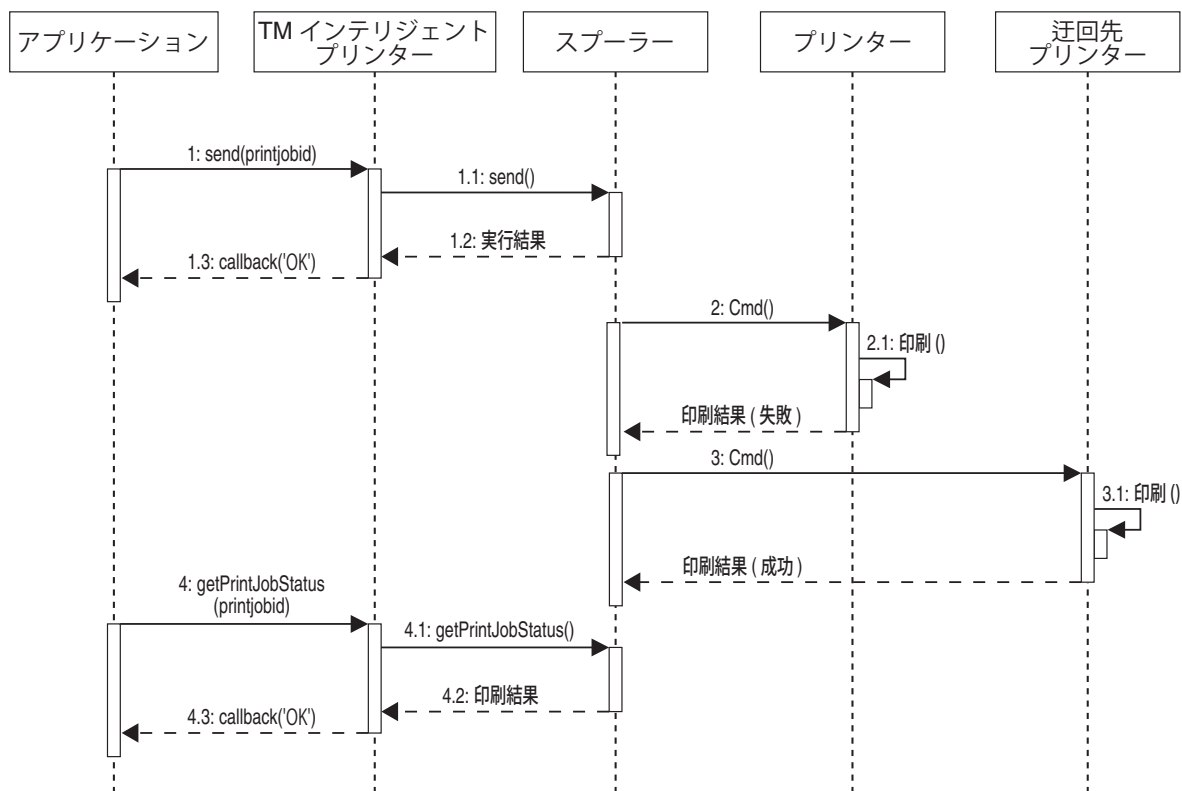 アプリケーション
TM インテリジェント
プリンター
スプーラー
プリンター
迂回先
プリンター
1: send(printjobid)
1.1: send()
1.2: 実行結果
1.3: callback('OK')
2: Cmd()
2.1: 印刷 ()
印刷結果 ( 失敗 )
3: Cmd()
3.1: 印刷 ()
印刷結果 ( 成功 )
4: getPrintJobStatus
(printjobid)
4.1: getPrintJobStatus()
4.2: 印刷結果
4.3: callback('OK')